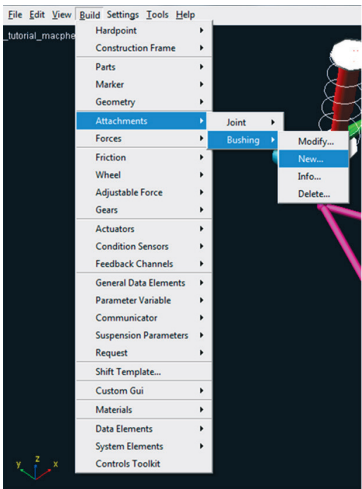 File Edit View Build Settings Tools Help
_tutorial_macphe
Hardpoint
Construction Frame
Parts
Marker
Geometry
Attachments
Joint
Forces
Bushing
Modify...
New...
Info...
Delete...
Friction
Wheel
Adjustable Force
Gears
Actuators
Condition Sensors
Feedback Channels
General Data Elements
Parameter Variable
Communicator
Suspension Parameters
Request
Shift Template...
Custom Gui
Materials
Data Elements
System Elements
Controls Toolkit
y z x